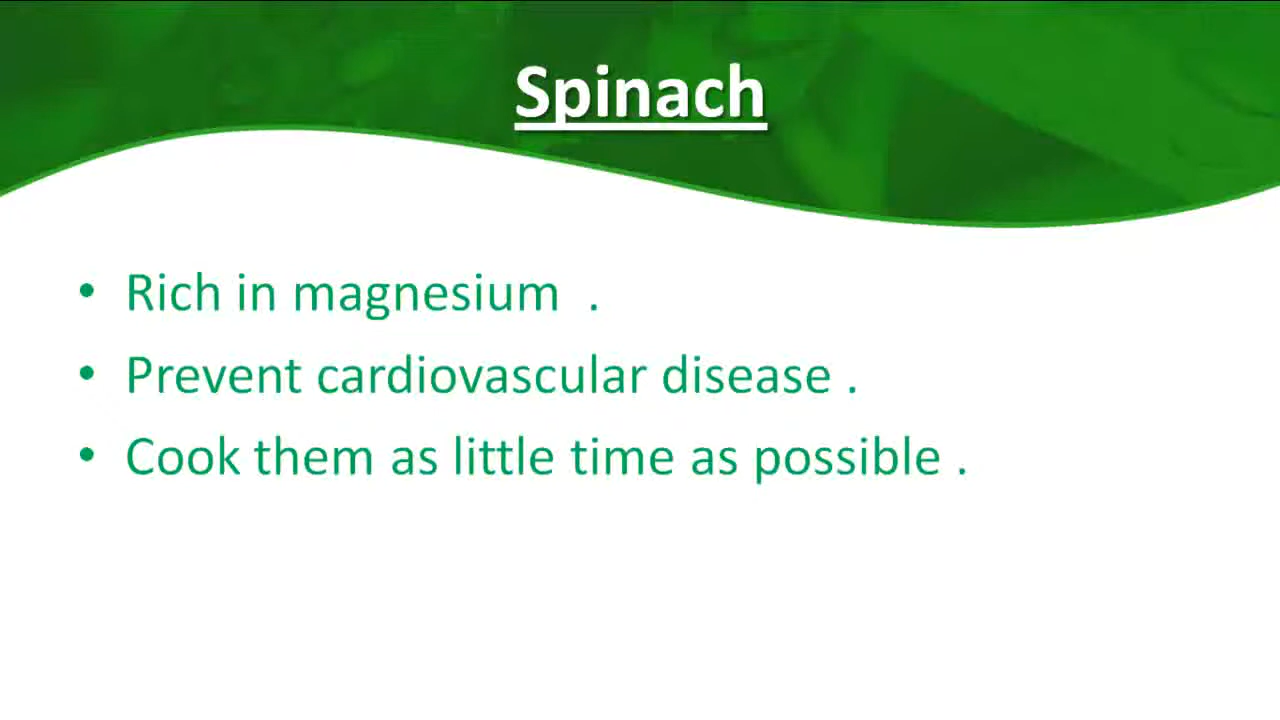 Spinach
• Rich in magnesium  .
• Prevent cardiovascular disease .
• Cook them as little time as possible .